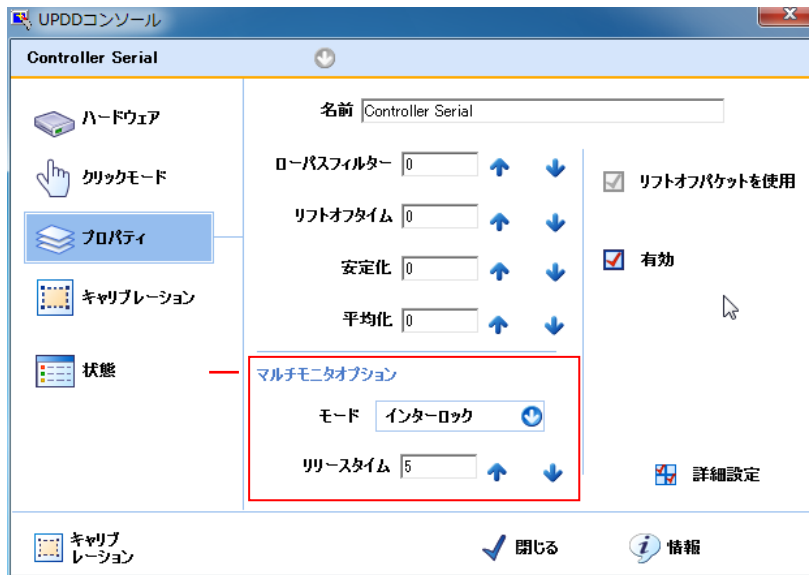 UPDDコンソール
Controller Serial
ハードウェア
クリックモード
プロパティ
キャリブレーション
状態
名前 Controller Serial
ローパスフィルター 0
リフトオフタイム 0
安定化 0
平均化 0
リフトオフパケットを使用
有効
マルチモニタオプション
モード インターロック
リリースタイム 5
詳細設定
キャリブ
レーション
閉じる
情報